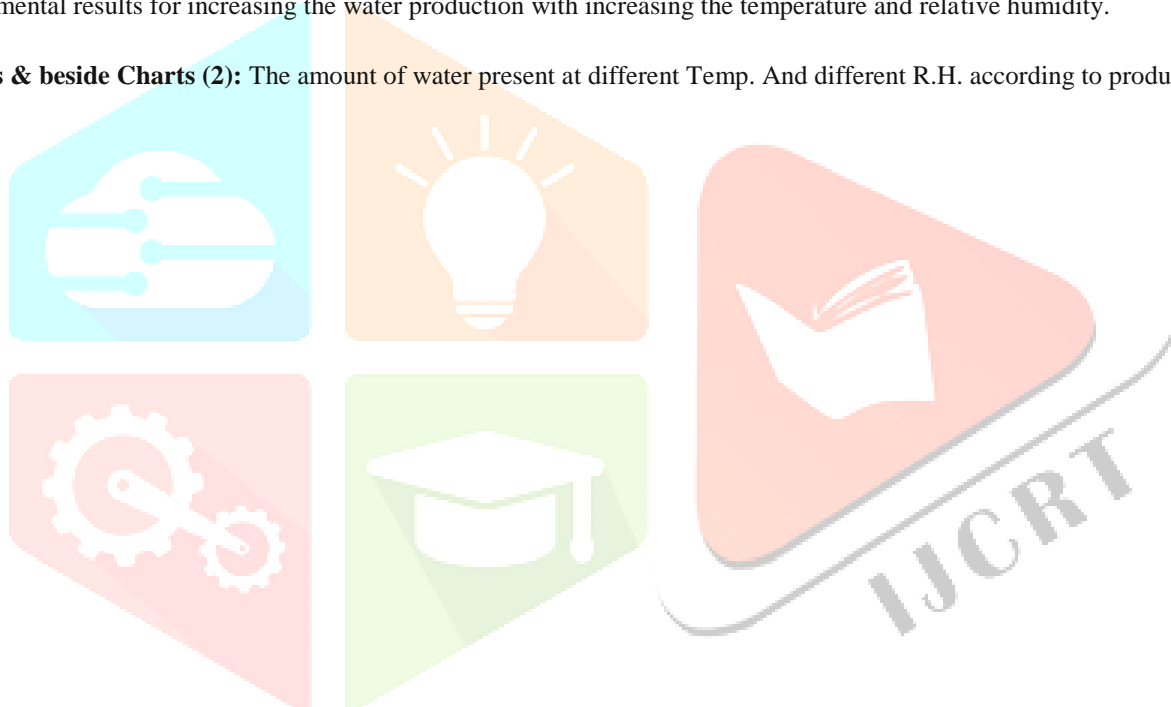 mental results for increasing the water production with increasing the temperature and relative humidity.
s & beside Charts (2): The amount of water present at different Temp. And different R.H. according to produ
IJCRT